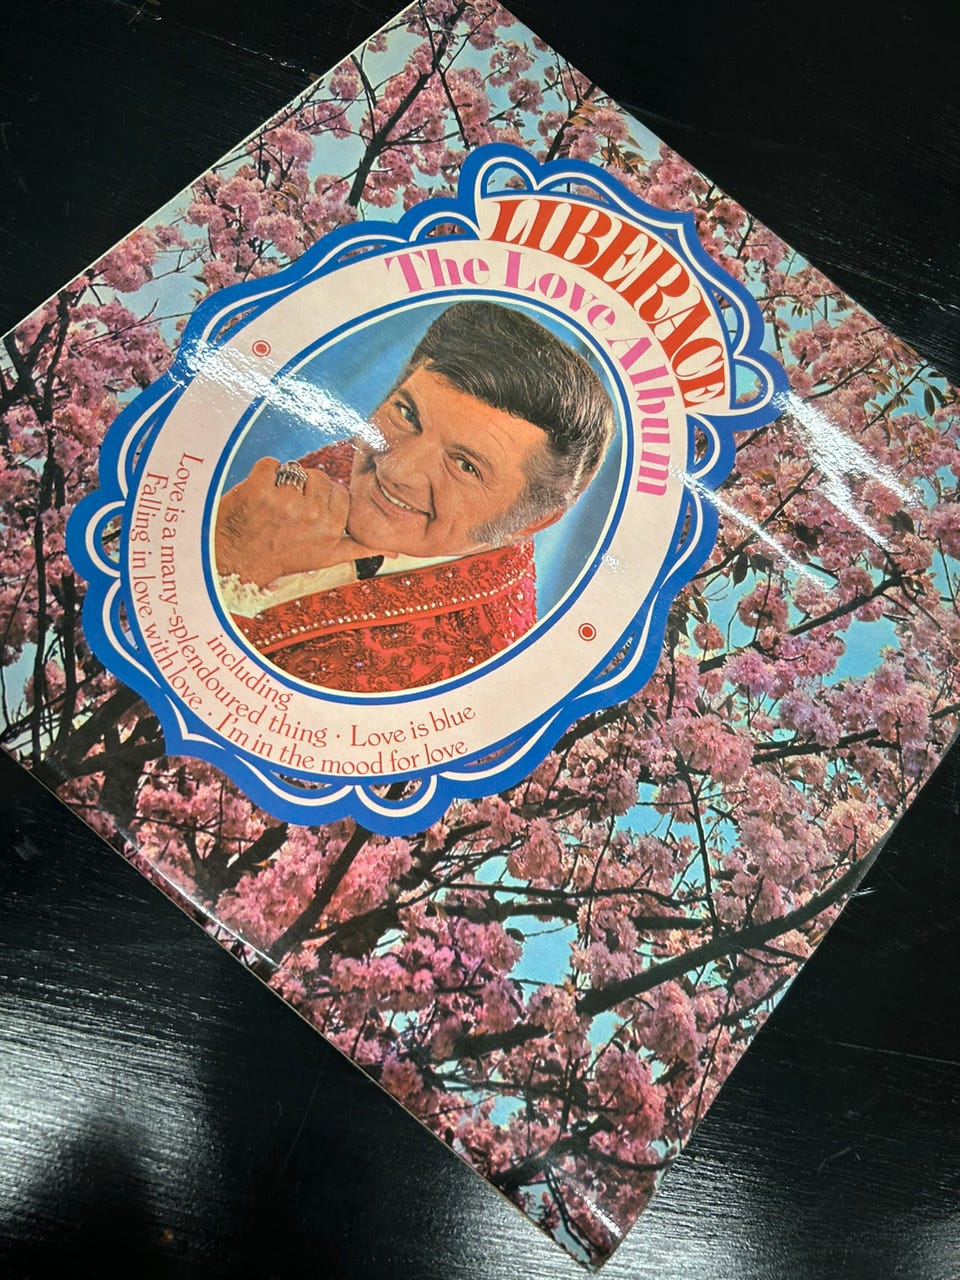 LIBERACE
The Love Album
including
Love is a many-splendoured thing · Love is blue
Falling in love with love · I'm in the mood for love